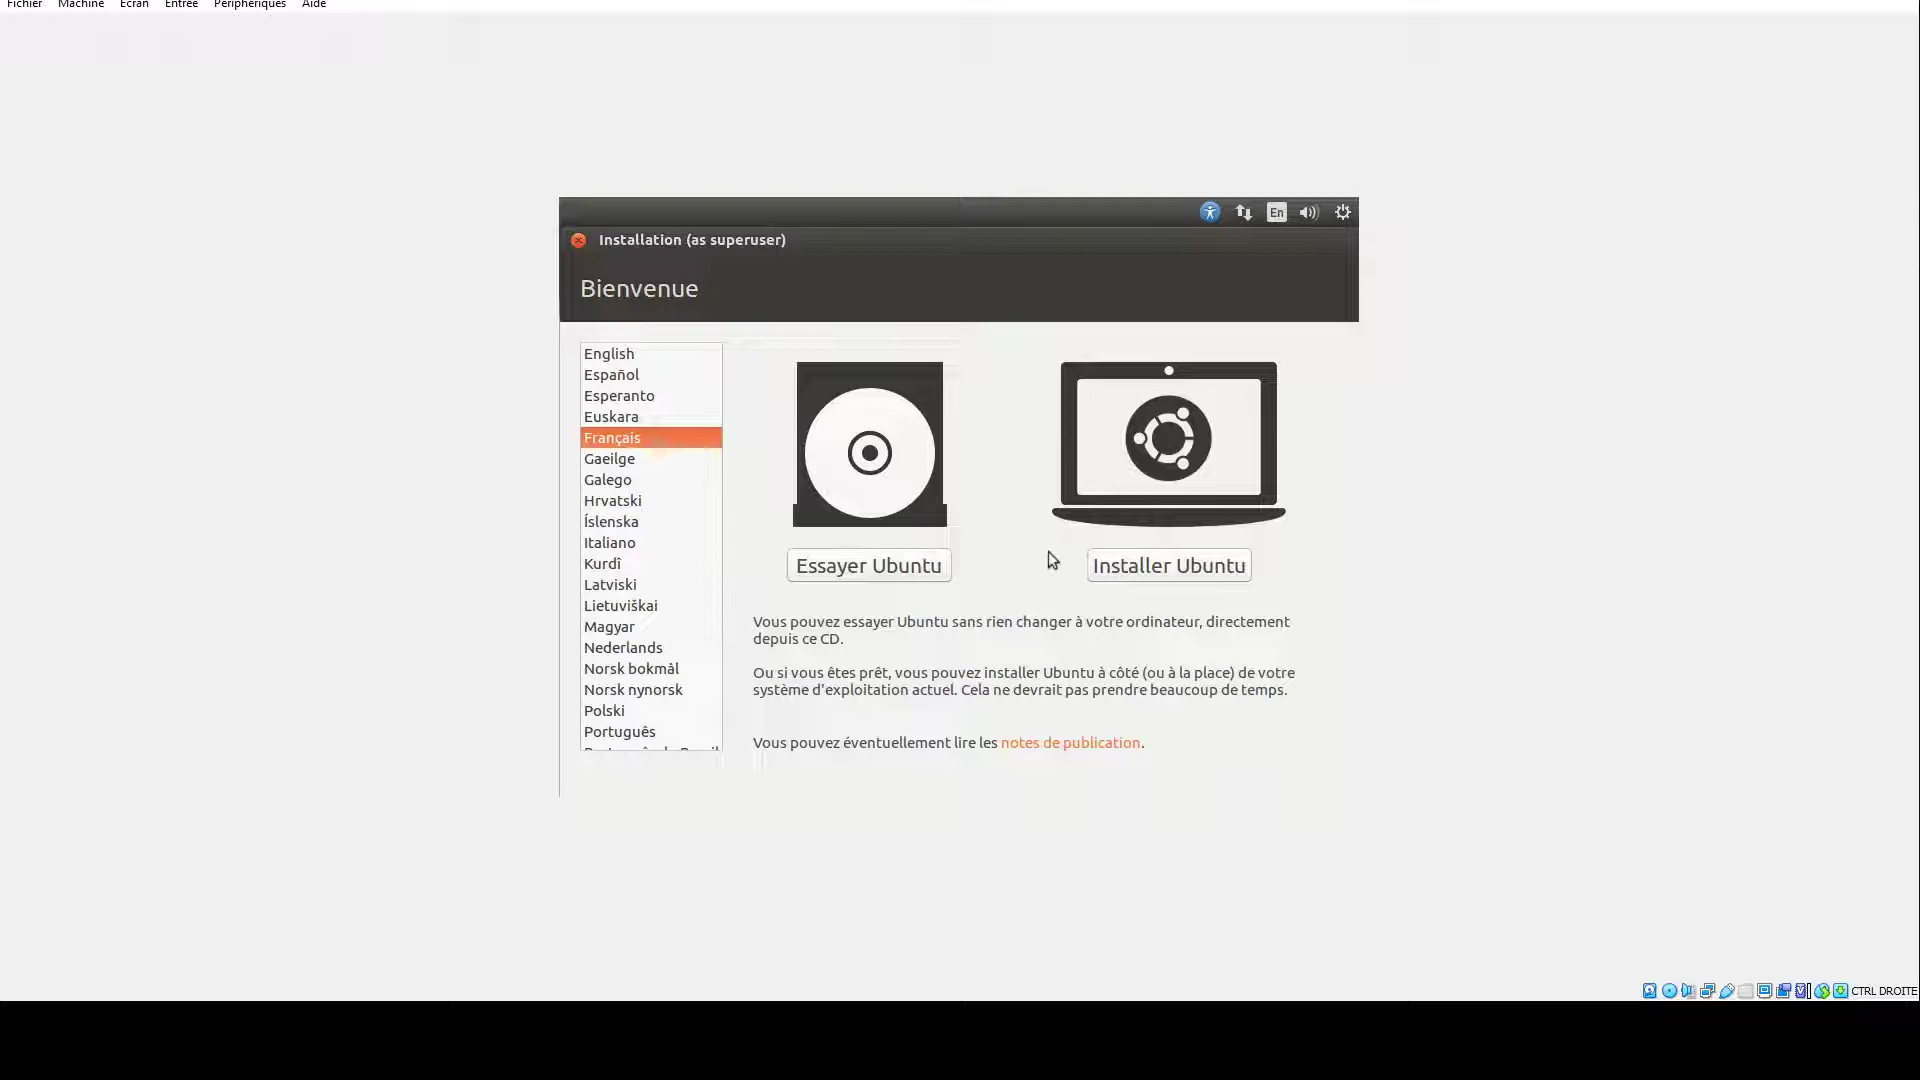 Fichier Machine Écran Entrée Périphériques Aide
En
Installation (as superuser)
Bienvenue
English
Español
Esperanto
Euskara
Français
Gaeilge
Galego
Hrvatski
Íslenska
Italiano
Kurdî
Latviski
Lietuviškai
Magyar
Nederlands
Norsk bokmål
Norsk nynorsk
Polski
Português
Essayer Ubuntu
Installer Ubuntu
Vous pouvez essayer Ubuntu sans rien changer à votre ordinateur, directement
depuis ce CD.
Ou si vous êtes prêt, vous pouvez installer Ubuntu à côté (ou à la place) de votre
système d'exploitation actuel. Cela ne devrait pas prendre beaucoup de temps.
Vous pouvez éventuellement lire les notes de publication.
CTRL DROITE